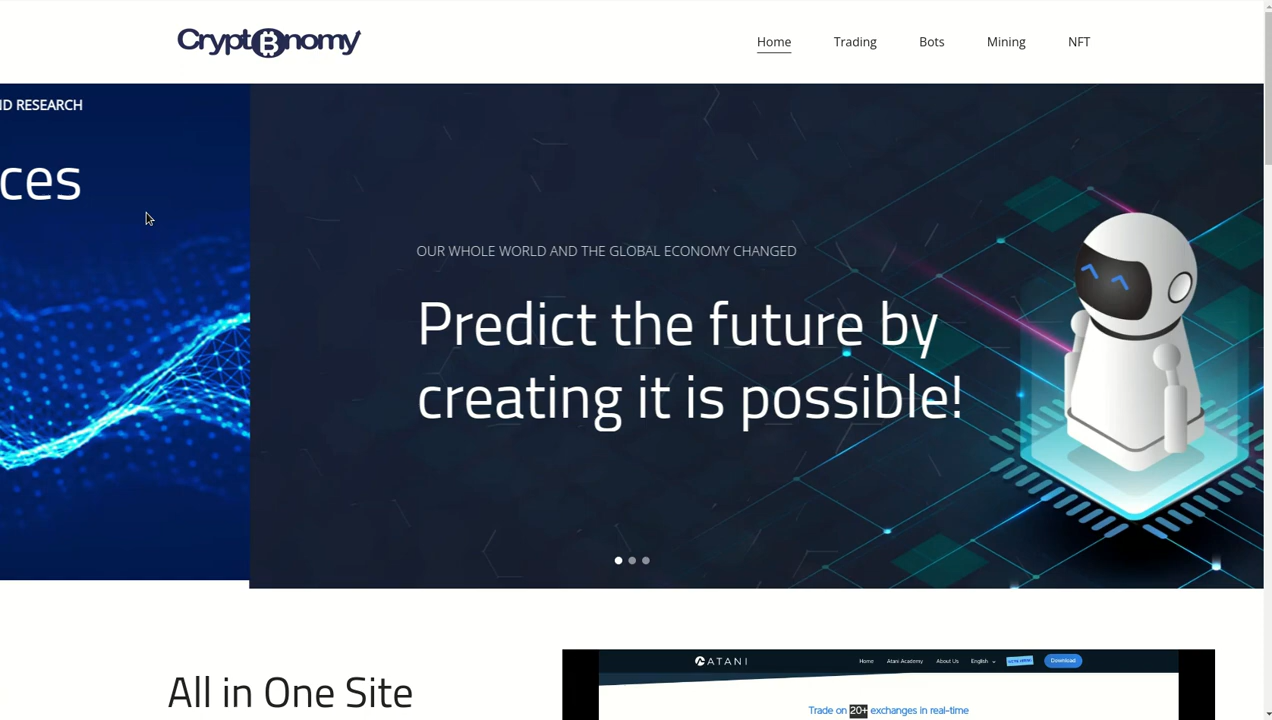 CryptBnomy
Home
Trading
Bots
Mining
NFT
ND RESEARCH
ces
OUR WHOLE WORLD AND THE GLOBAL ECONOMY CHANGED
Predict the future by
creating it is possible!
All in One Site
ATANI
Home
Atani Academy
About Us
English
Download
Trade on 20+ exchanges in real-time